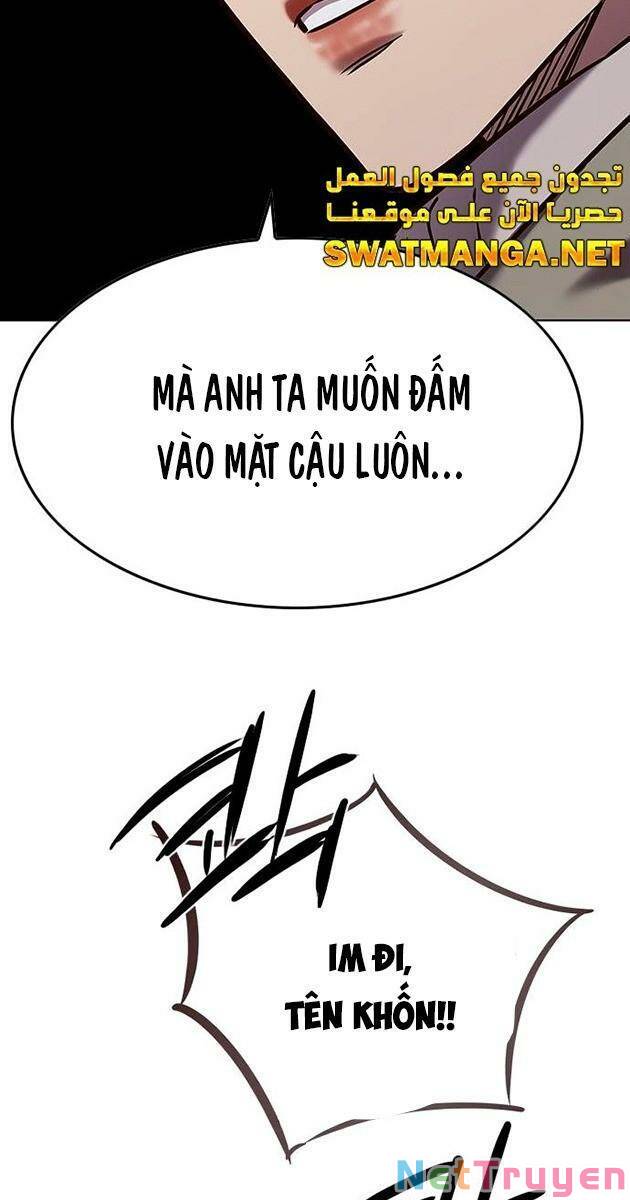 تجدون جميع فصول العمل
حصريا الآن على موقعنا
SWATMANGA.NET
MÀ ANH TA MUỐN ĐẤM
VÀO MẶT CẬU LUÔN...
IM ĐI,
TÊN KHỐN!!
NetTruyen